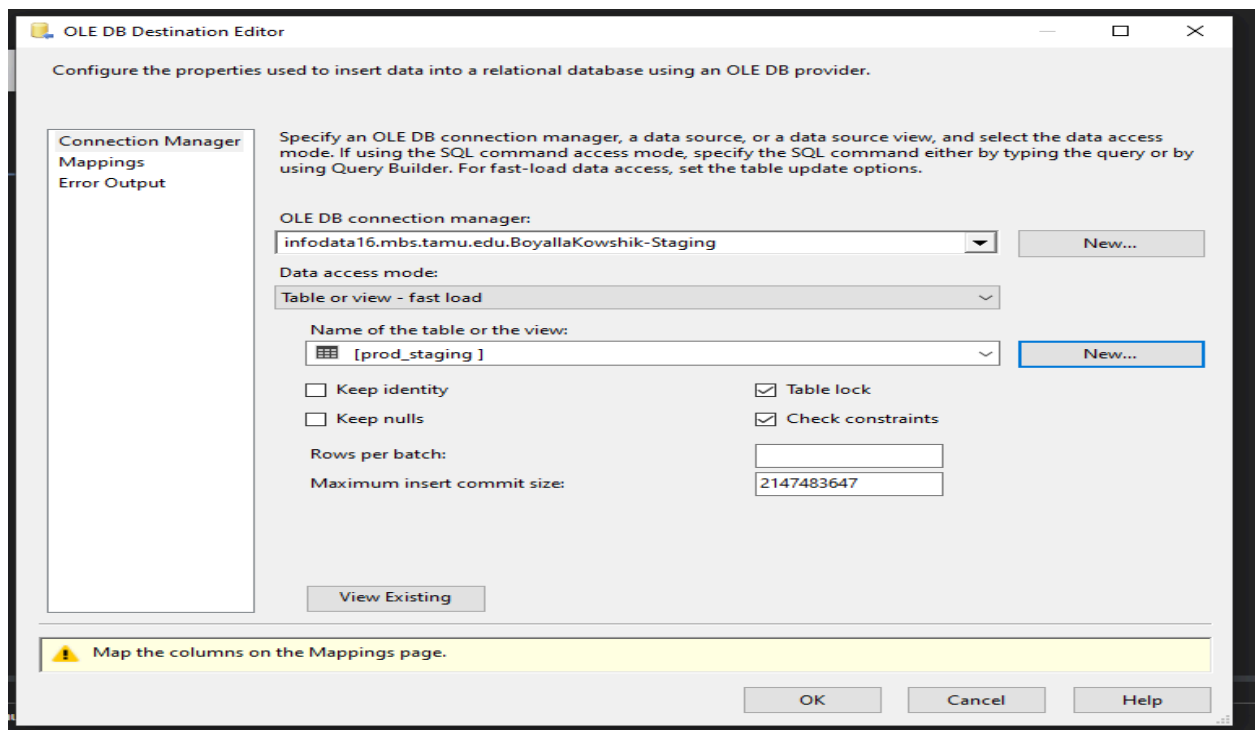 OLE DB Destination Editor
Configure the properties used to insert data into a relational database using an OLE DB provider.
Connection Manager
Mappings
Error Output
Specify an OLE DB connection manager, a data source, or a data source view, and select the data access
mode. If using the SQL command access mode, specify the SQL command either by typing the query or by
using Query Builder. For fast-load data access, set the table update options.
OLE DB connection manager:
infodata16.mbs.tamu.edu.BoyallaKowshik-Staging
New...
Data access mode:
Table or view - fast load
Name of the table or the view:
[prod_staging ]
New...
Keep identity
Table lock
Keep nulls
Check constraints
Rows per batch:
Maximum insert commit size:
2147483647
View Existing
Map the columns on the Mappings page.
OK
Cancel
Help